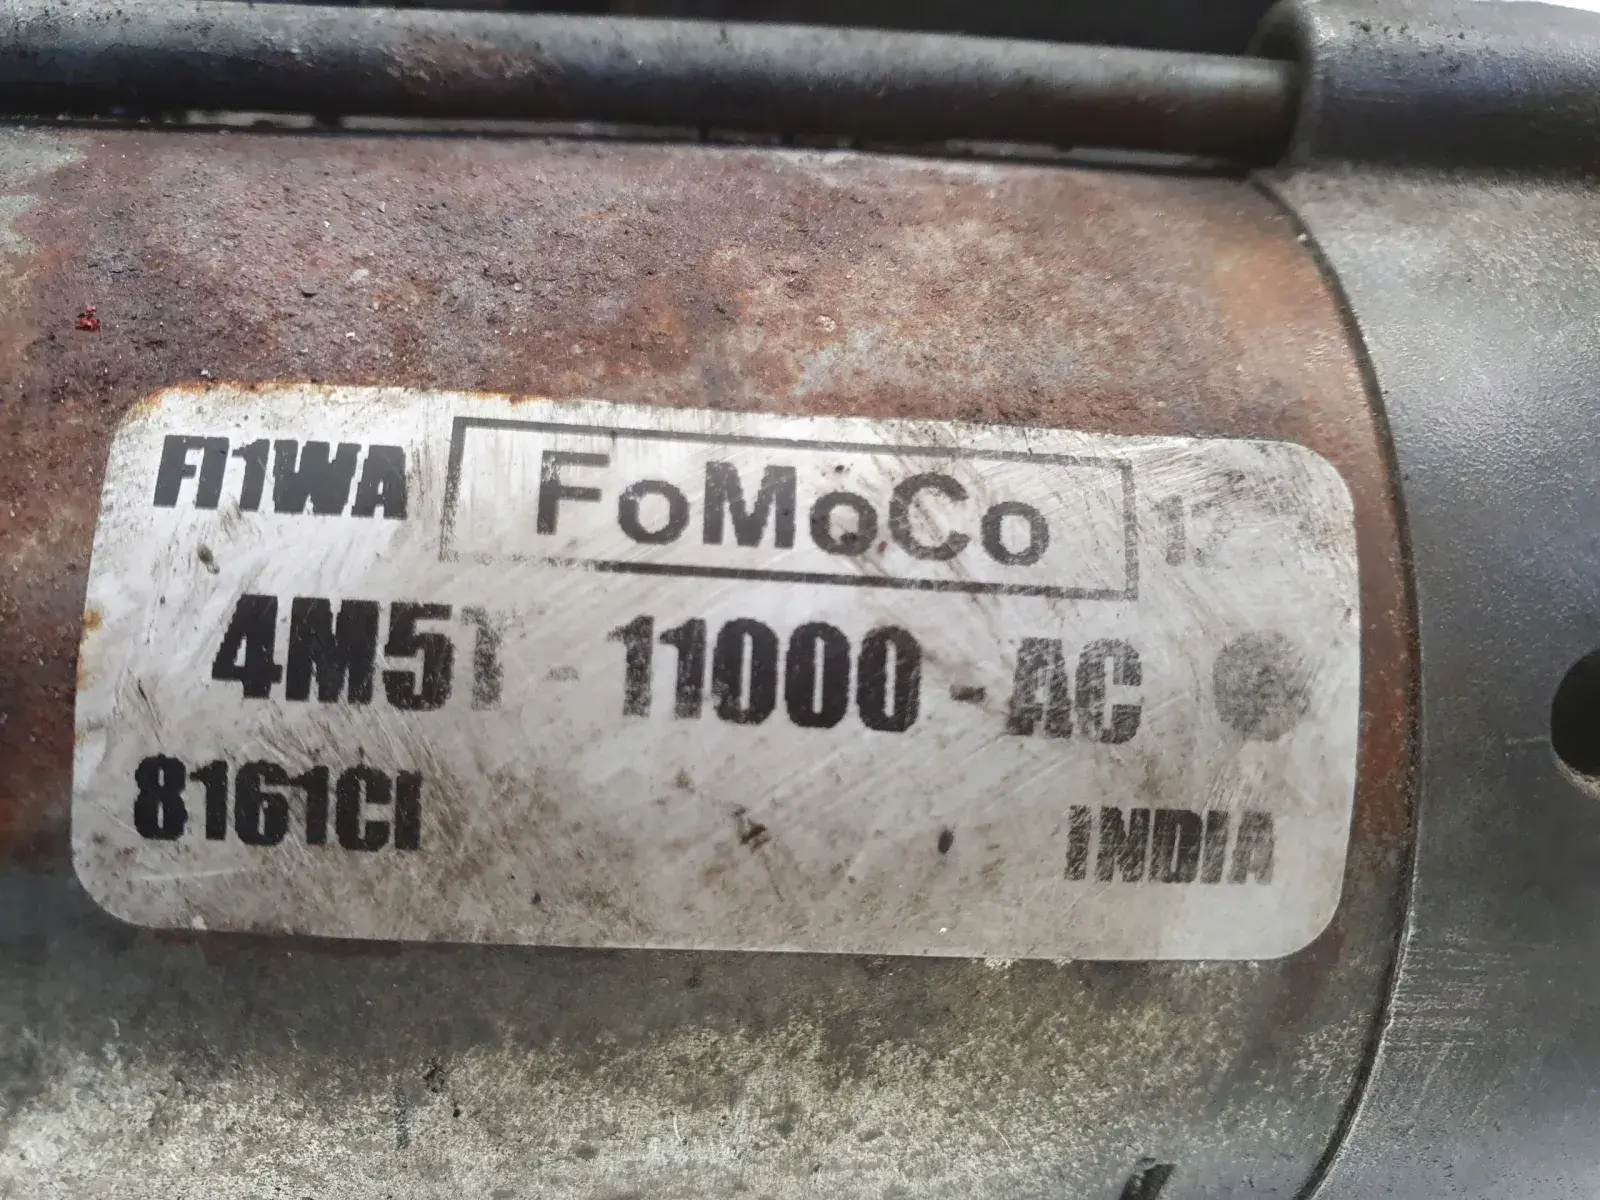 FI1WA FoMoCo
4M5T-11000-AC
8161CI
INDIA